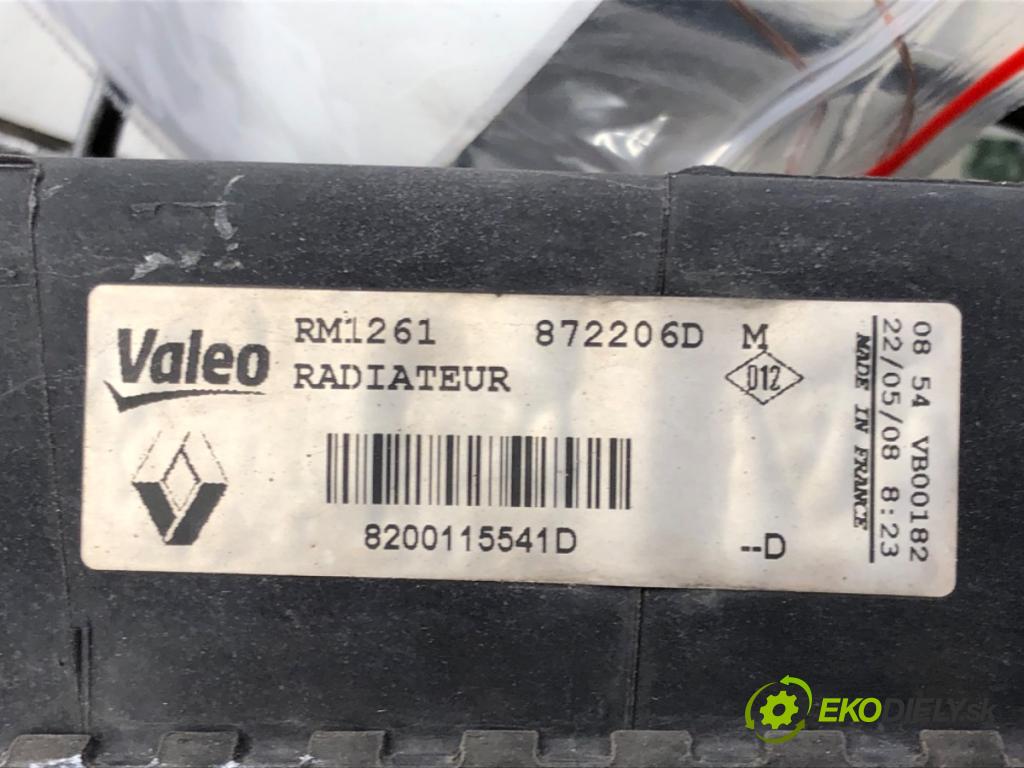 Valeo
RM1261 872206D M
RADIATEUR
D12
8200115541D
--D
MADE IN FRANCE
22/05/08 8:23
08 54 VB00182
EKODIELY.sk